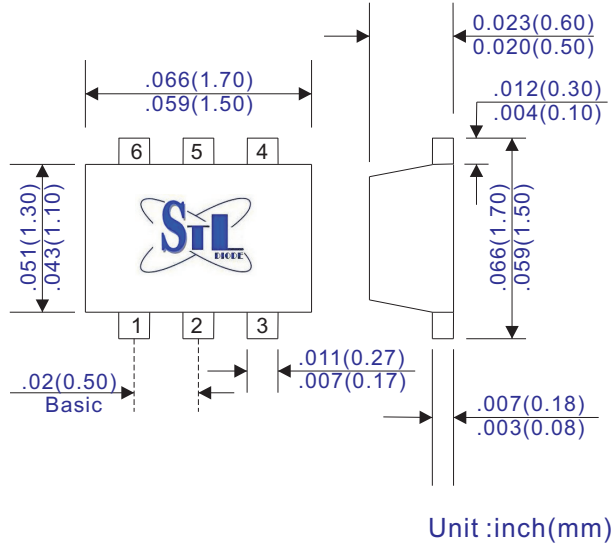 0.023(0.60)
0.020(0.50)
.066(1.70)
.059(1.50)
.012(0.30)
.004(0.10)
6 5 4
.051(1.30)
.043(1.10)
STL
DIODE
.066(1.70)
.059(1.50)
1 2 3
.02(0.50)
Basic
.011(0.27)
.007(0.17)
.007(0.18)
.003(0.08)
Unit :inch(mm)